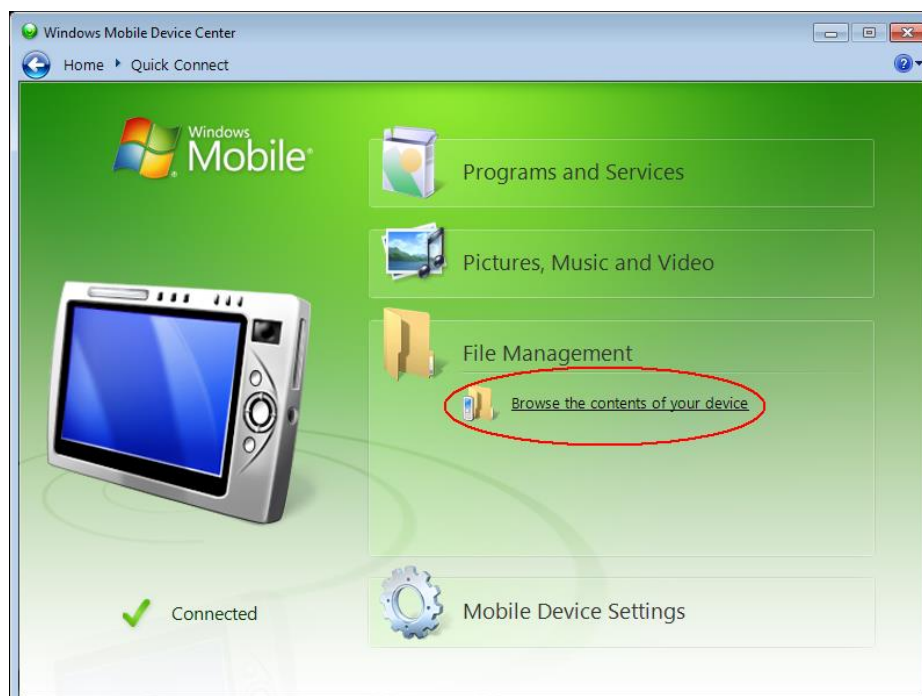 Windows Mobile Device Center
Home Quick Connect
Windows
Mobile
Programs and Services
Pictures, Music and Video
File Management
Browse the contents of your device
Connected
Mobile Device Settings